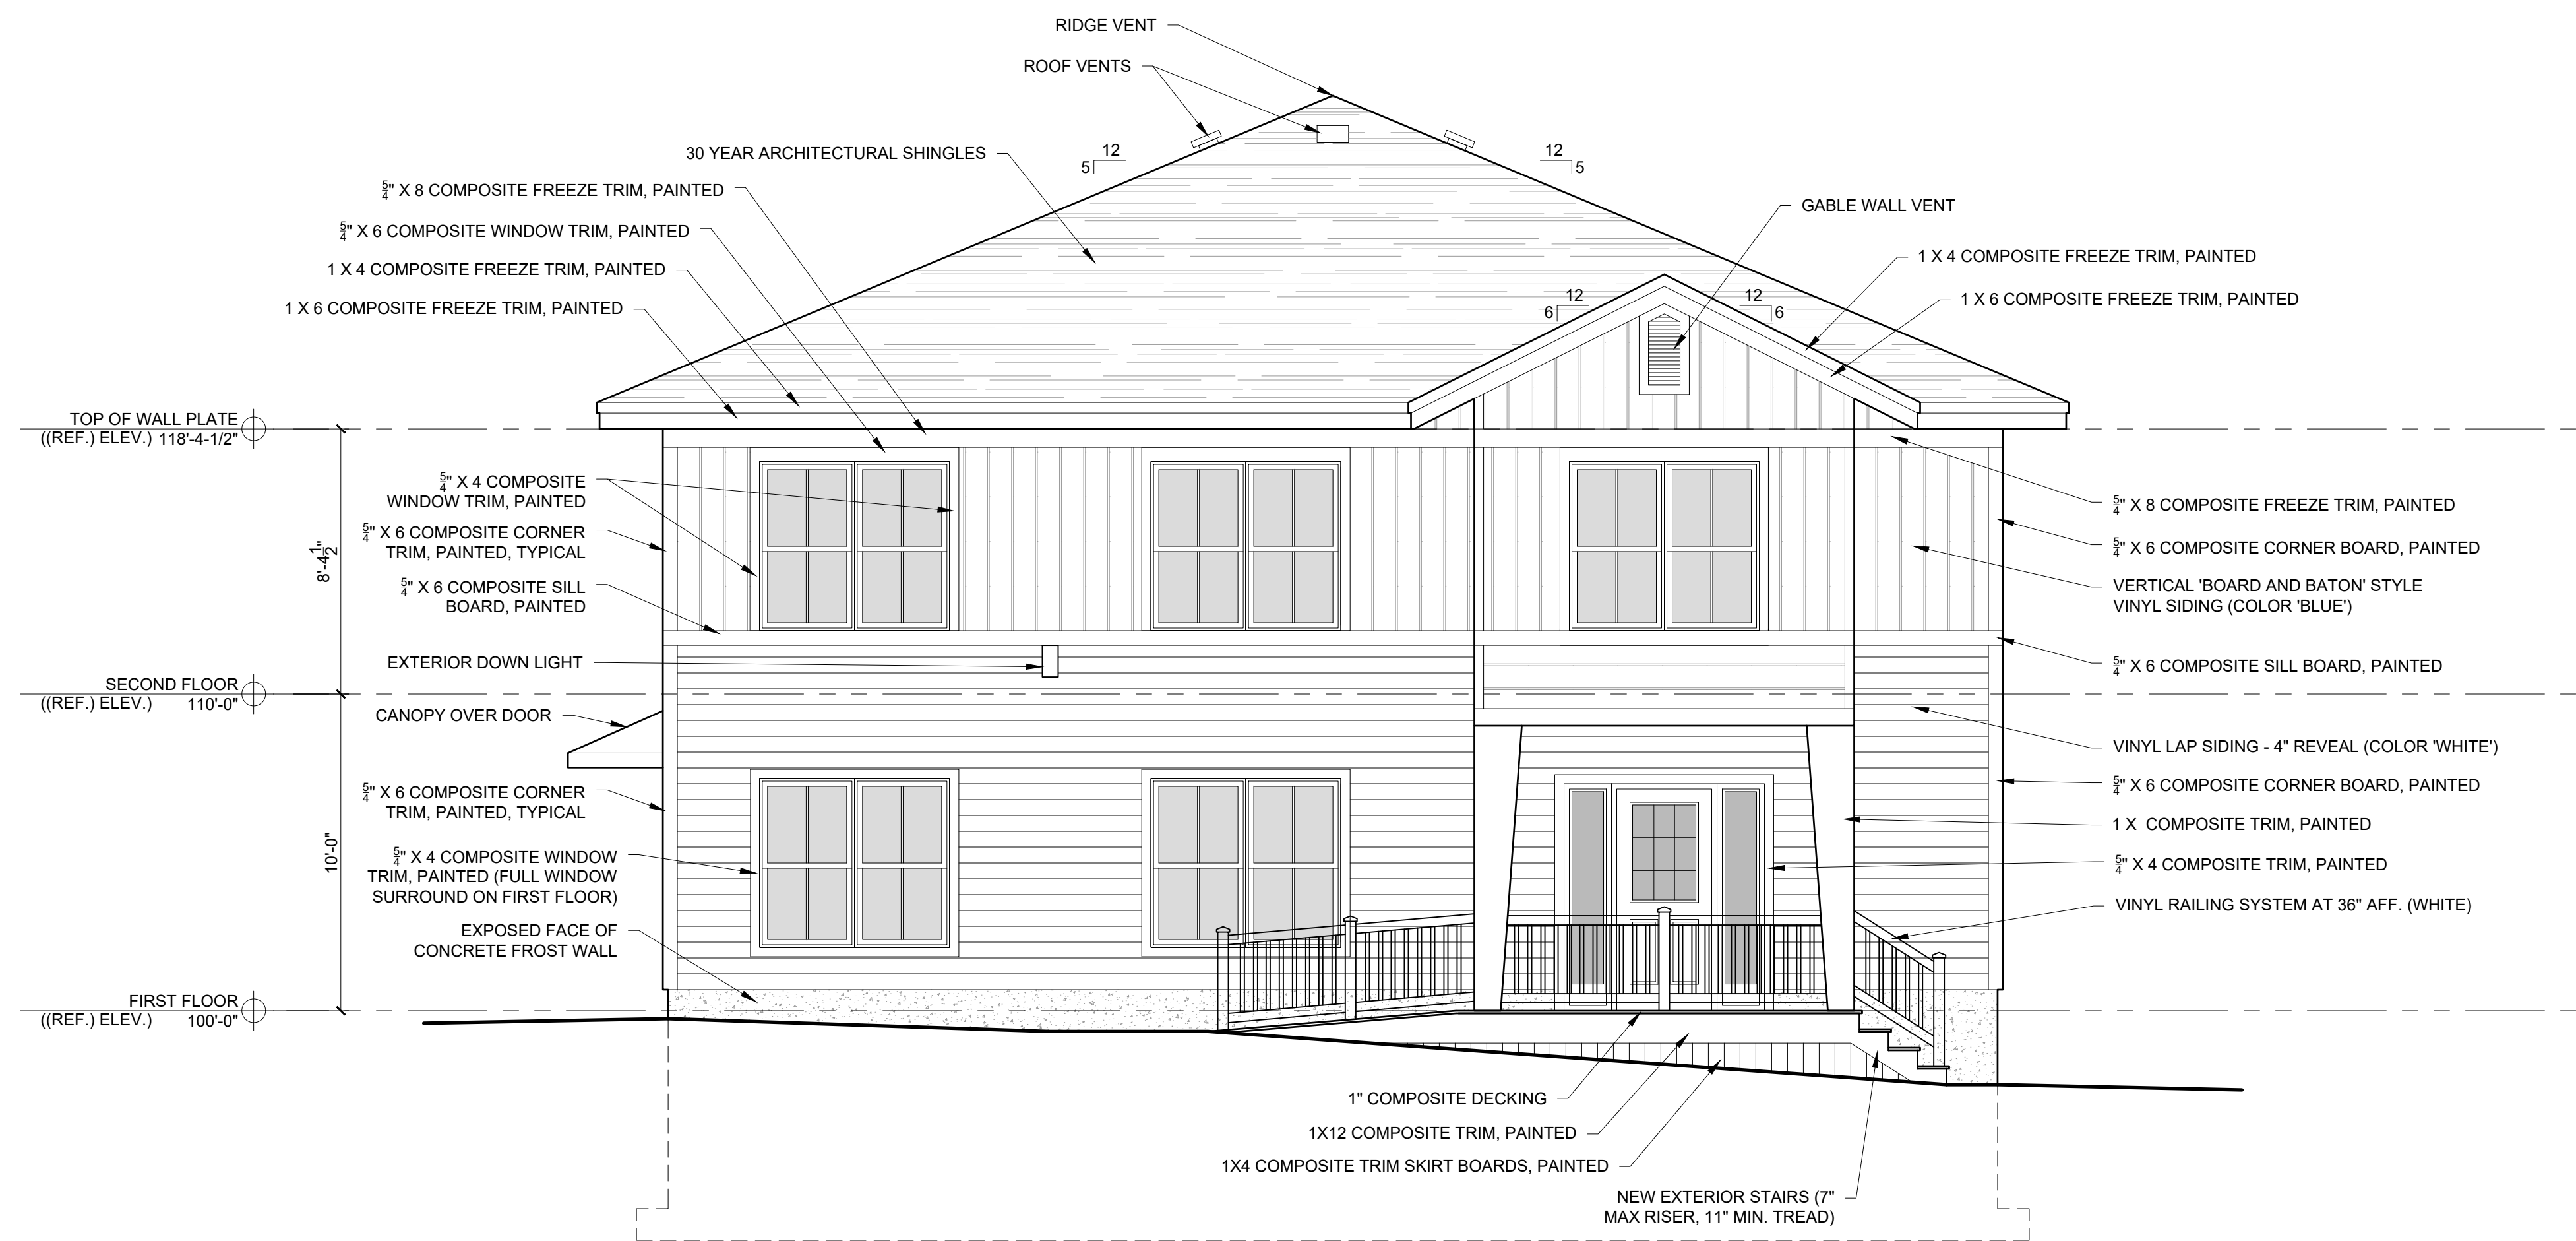 RIDGE VENT
ROOF VENTS
30 YEAR ARCHITECTURAL SHINGLES
12
5
12
5
5/4" X 8 COMPOSITE FREEZE TRIM, PAINTED
5/4" X 6 COMPOSITE WINDOW TRIM, PAINTED
1 X 4 COMPOSITE FREEZE TRIM, PAINTED
1 X 6 COMPOSITE FREEZE TRIM, PAINTED
GABLE WALL VENT
1 X 4 COMPOSITE FREEZE TRIM, PAINTED
1 X 6 COMPOSITE FREEZE TRIM, PAINTED
12
6
12
6
TOP OF WALL PLATE
((REF.) ELEV.) 118'-4-1/2"
8'-4 1/2"
SECOND FLOOR
((REF.) ELEV.) 110'-0"
10'-0"
FIRST FLOOR
((REF.) ELEV.) 100'-0"
5/4" X 4 COMPOSITE
WINDOW TRIM, PAINTED
5/4" X 6 COMPOSITE CORNER
TRIM, PAINTED, TYPICAL
5/4" X 6 COMPOSITE SILL
BOARD, PAINTED
EXTERIOR DOWN LIGHT
CANOPY OVER DOOR
5/4" X 6 COMPOSITE CORNER
TRIM, PAINTED, TYPICAL
5/4" X 4 COMPOSITE WINDOW
TRIM, PAINTED (FULL WINDOW
SURROUND ON FIRST FLOOR)
EXPOSED FACE OF
CONCRETE FROST WALL
5/4" X 8 COMPOSITE FREEZE TRIM, PAINTED
5/4" X 6 COMPOSITE CORNER BOARD, PAINTED
VERTICAL 'BOARD AND BATON' STYLE
VINYL SIDING (COLOR 'BLUE')
5/4" X 6 COMPOSITE SILL BOARD, PAINTED
VINYL LAP SIDING - 4" REVEAL (COLOR 'WHITE')
5/4" X 6 COMPOSITE CORNER BOARD, PAINTED
1 X  COMPOSITE TRIM, PAINTED
5/4" X 4 COMPOSITE TRIM, PAINTED
VINYL RAILING SYSTEM AT 36" AFF. (WHITE)
1" COMPOSITE DECKING
1X12 COMPOSITE TRIM, PAINTED
1X4 COMPOSITE TRIM SKIRT BOARDS, PAINTED
NEW EXTERIOR STAIRS (7"
MAX RISER, 11" MIN. TREAD)